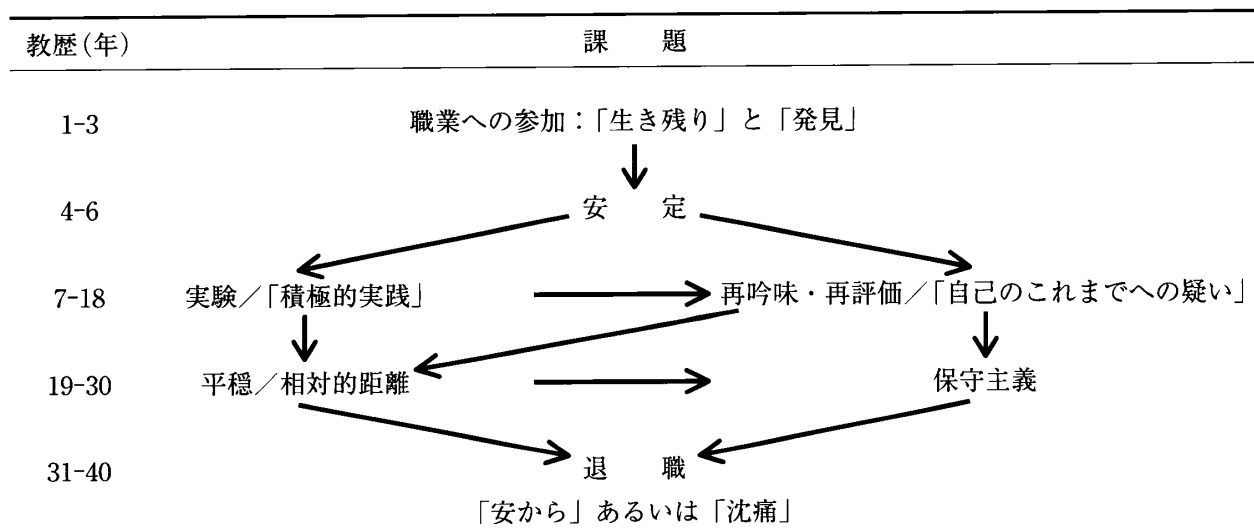 教歴(年) 課 題
1-3 職業への参加：「生き残り」と「発見」
4-6 安 定
7-18 実験／「積極的実践」 再吟味・再評価／「自己のこれまでへの疑い」
19-30 平穏／相対的距離 保守主義
31-40 退 職
「安から」あるいは「沈痛」